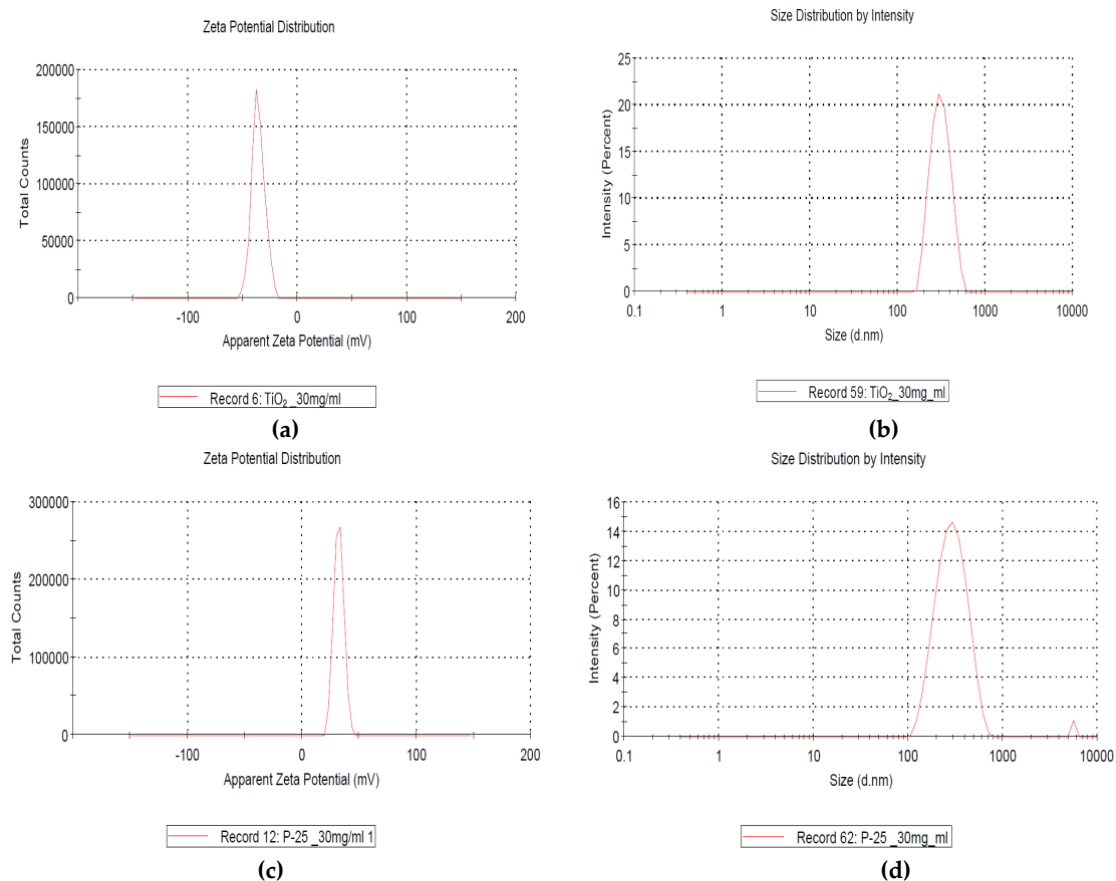 Zeta Potential Distribution
Total Counts
200000
150000
100000
50000
0
-100 0 100 200
Apparent Zeta Potential (mV)
Record 6: TiO₂ _30mg/ml
(a)
Size Distribution by Intensity
Intensity (Percent)
25
20
15
10
5
0
0.1 1 10 100 1000 10000
Size (d.nm)
Record 59: TiO₂_30mg_ml
(b)
Zeta Potential Distribution
Total Counts
300000
200000
100000
0
-100 0 100 200
Apparent Zeta Potential (mV)
Record 12: P-25 _30mg/ml 1
(c)
Size Distribution by Intensity
Intensity (Percent)
16
14
12
10
8
6
4
2
0
0.1 1 10 100 1000 10000
Size (d.nm)
Record 62: P-25 _30mg_ml
(d)